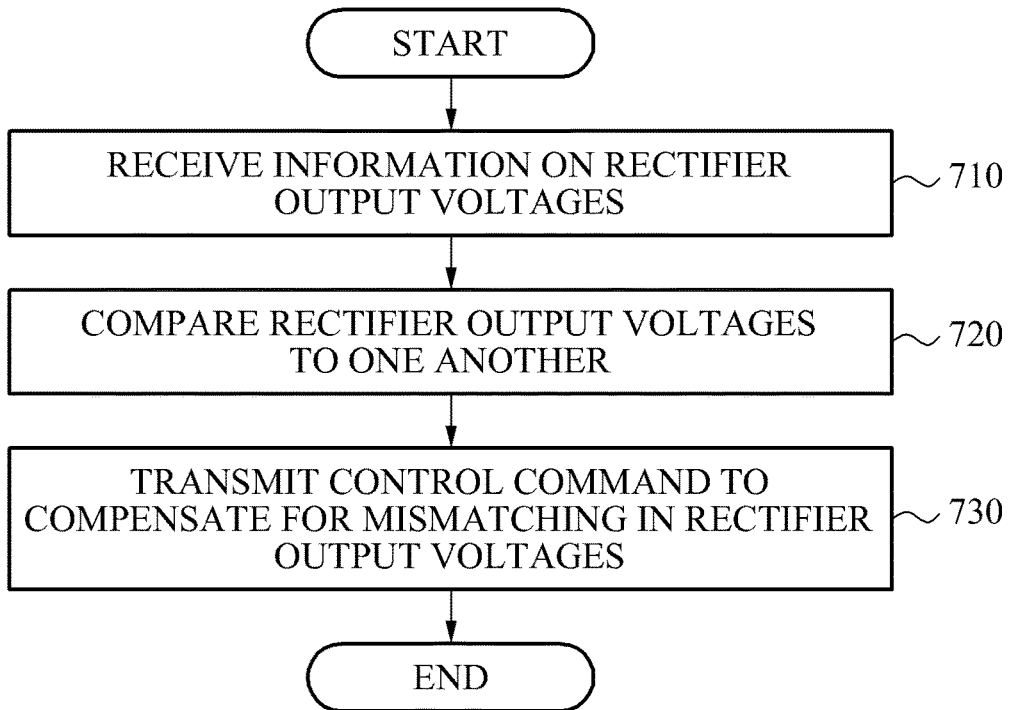 START
RECEIVE INFORMATION ON RECTIFIER
OUTPUT VOLTAGES
710
COMPARE RECTIFIER OUTPUT VOLTAGES
TO ONE ANOTHER
720
TRANSMIT CONTROL COMMAND TO
COMPENSATE FOR MISMATCHING IN RECTIFIER
OUTPUT VOLTAGES
730
END